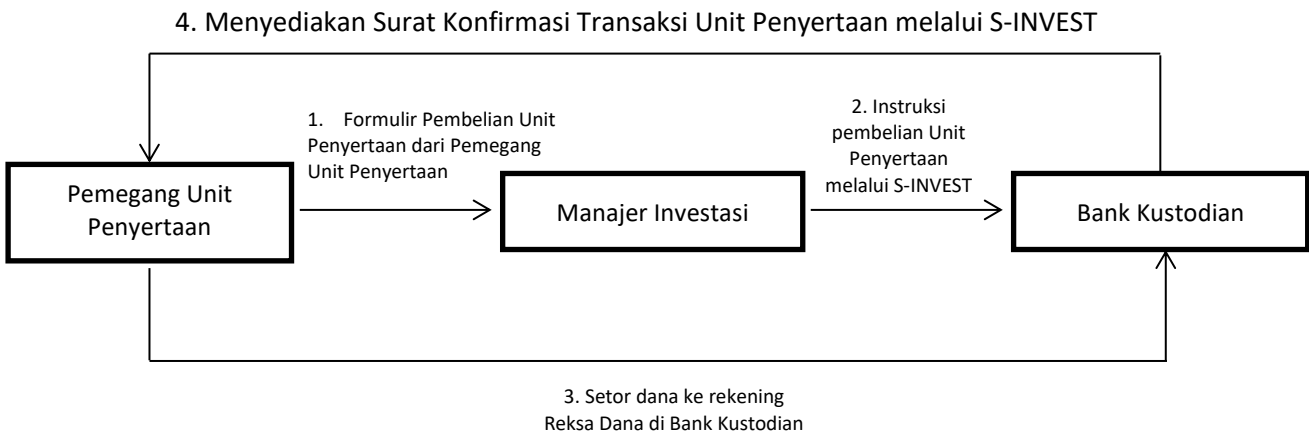 4. Menyediakan Surat Konfirmasi Transaksi Unit Penyertaan melalui S-INVEST
1. Formulir Pembelian Unit
Penyertaan dari Pemegang
Unit Penyertaan
2. Instruksi
pembelian Unit
Penyertaan
melalui S-INVEST
Pemegang Unit
Penyertaan
Manajer Investasi
Bank Kustodian
3. Setor dana ke rekening
Reksa Dana di Bank Kustodian